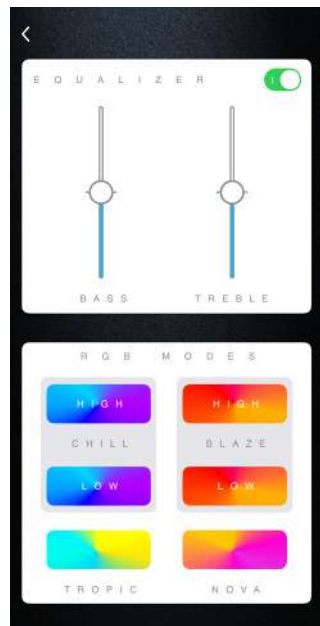 EQUALIZER
BASS TREBLE
RGB MODES
HIGH HIGH
CHILL BLAZE
LOW LOW
TROPIC NOVA